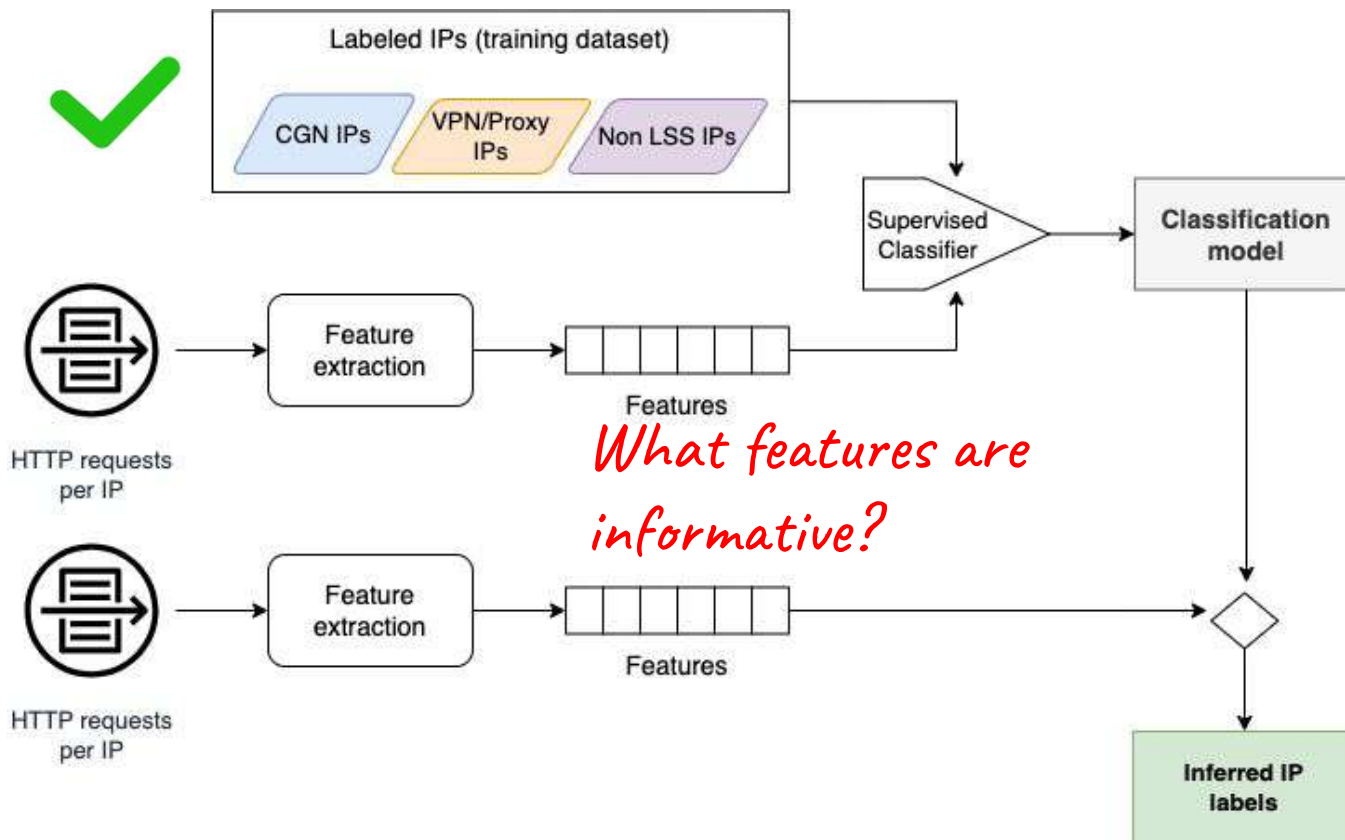 Labeled IPs (training dataset)
CGN IPs
VPN/Proxy
IPs
Non LSS IPs
Supervised
Classifier
Classification
model
Feature
extraction
Features
HTTP requests
per IP
What features are
informative?
Feature
extraction
Features
HTTP requests
per IP
Inferred IP
labels